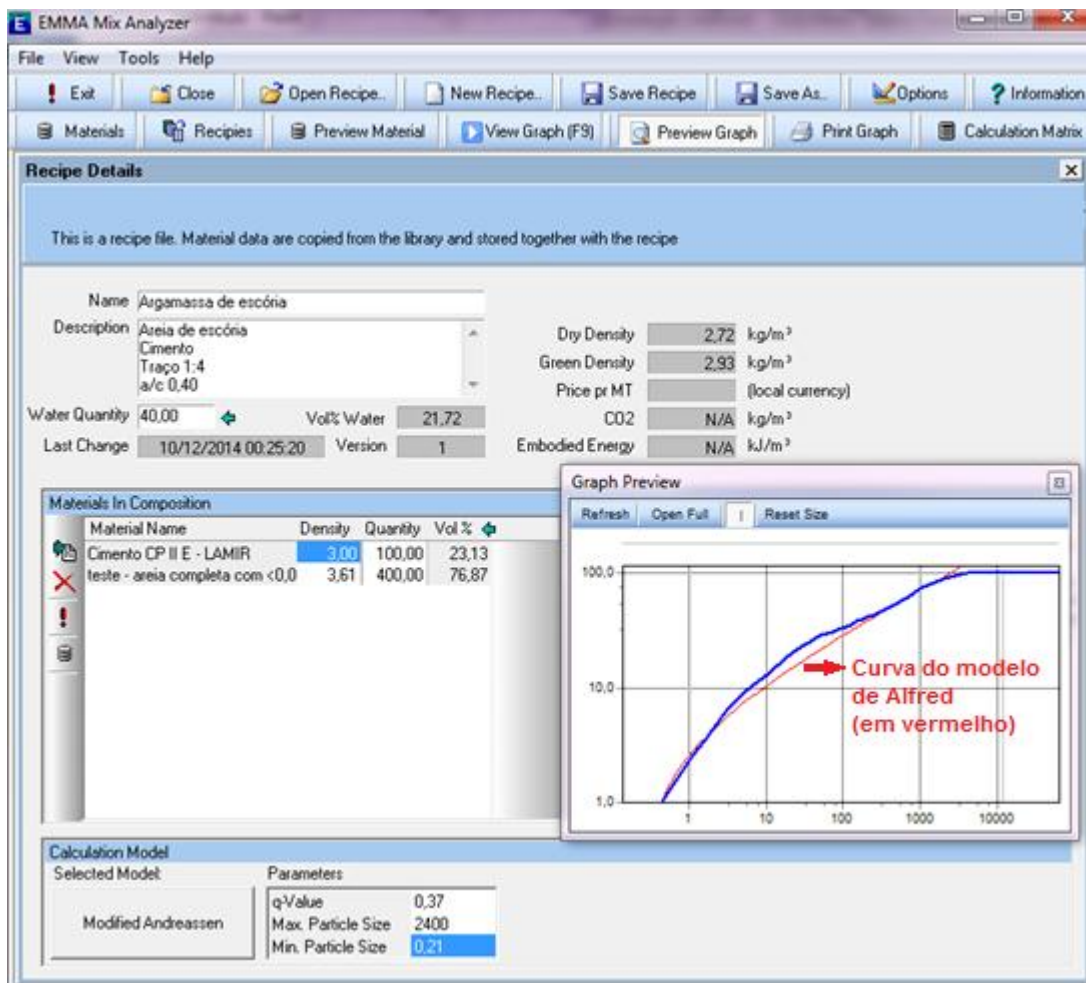 EMMA Mix Analyzer
File View Tools Help
Exit Close Open Recipe.. New Recipe.. Save Recipe Save As.. Options Information
Materials Recipies Preview Material View Graph (F9) Preview Graph Print Graph Calculation Matrix
Recipe Details
This is a recipe file. Material data are copied from the library and stored together with the recipe
Name Argamassa de escória
Description Areia de escória
Cimento
Traço 1:4
a/c 0,40
Dry Density 2,72 kg/m³
Green Density 2,93 kg/m³
Price pr MT (local currency)
CO2 N/A kg/m³
Embodied Energy N/A kJ/m³
Water Quantity 40,00 Vol% Water 21,72
Last Change 10/12/2014 00:25:20 Version 1
Materials In Composition
Material Name Density Quantity Vol %
Cimento CP II E - LAMIR 3,00 100,00 23,13
teste - areia completa com <0,0 3,61 400,00 76,87
Graph Preview
Refresh Open Full | Reset Size
100,0
10,0
1,0
1 10 100 1000 10000
Curva do modelo
de Alfred
(em vermelho)
Calculation Model
Selected Model: Parameters
Modified Andreassen
q-Value 0,37
Max. Particle Size 2400
Min. Particle Size 0,21